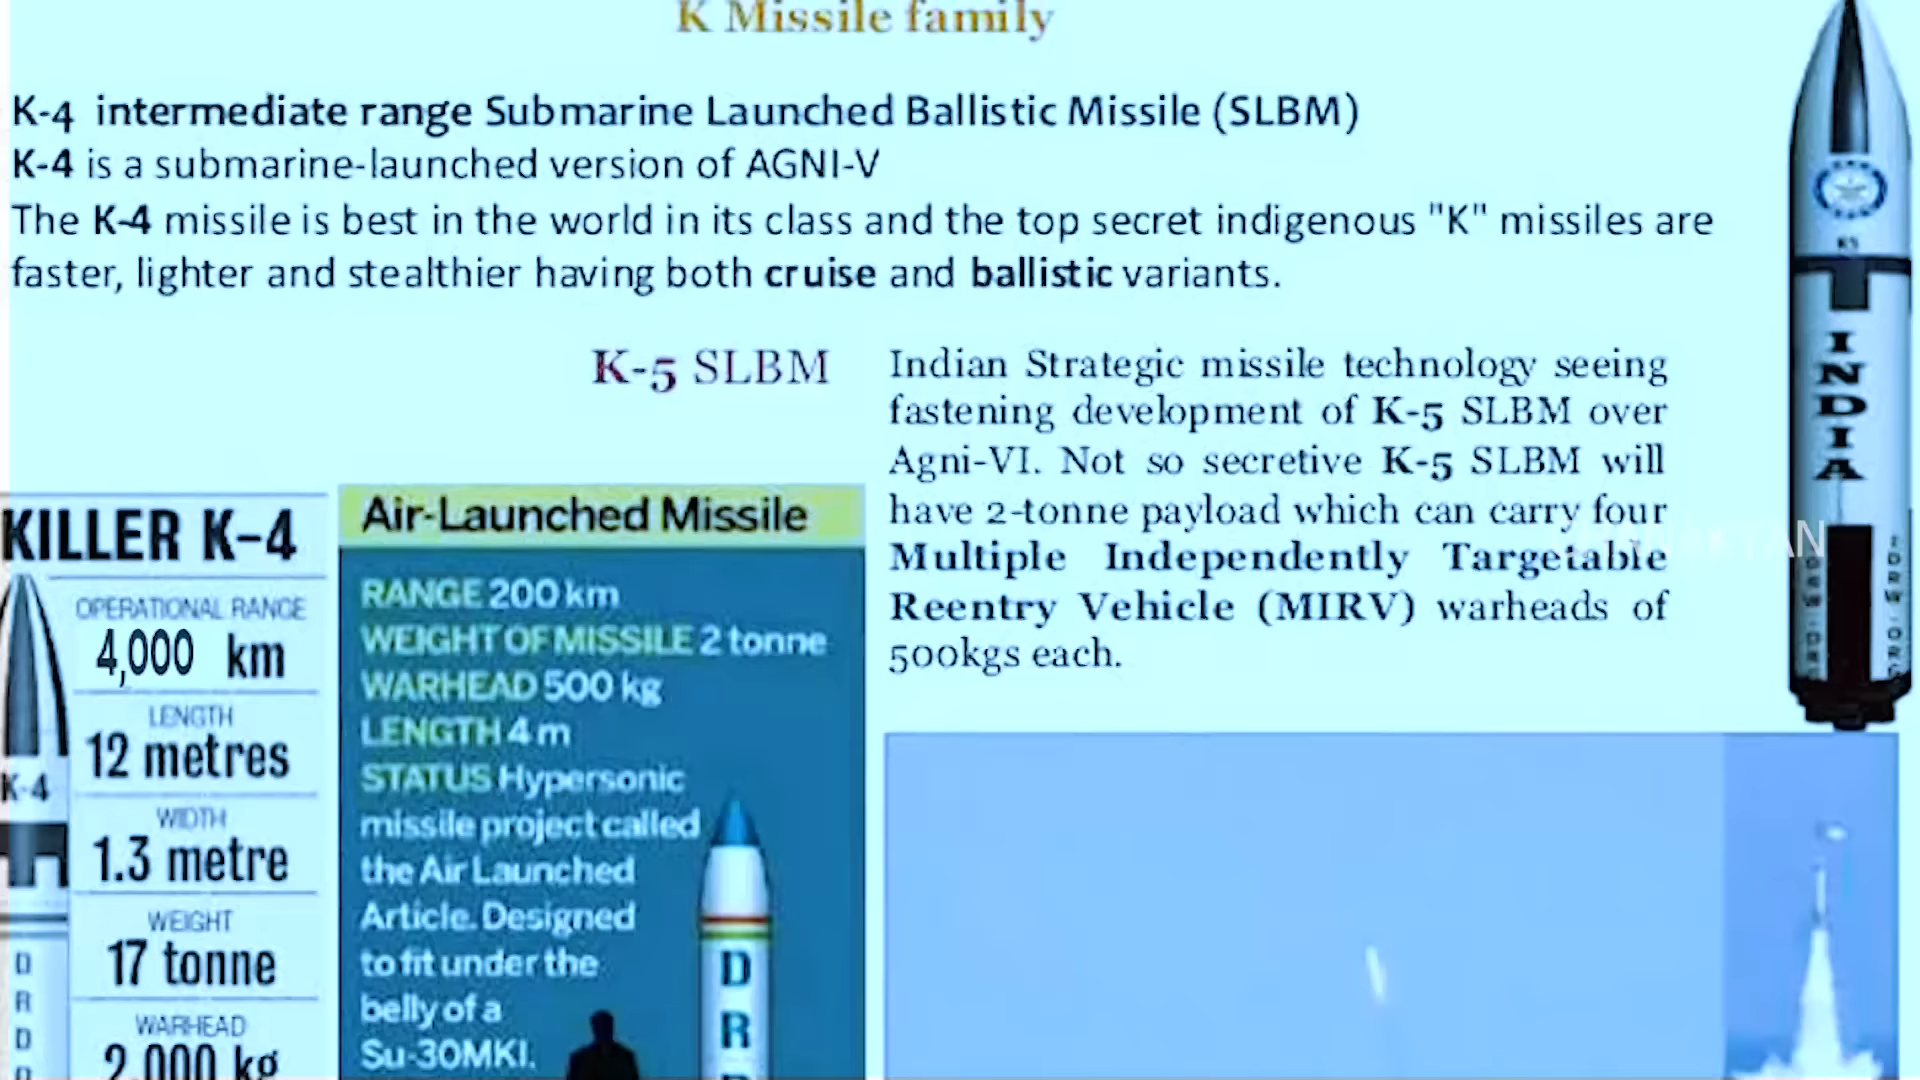 K Missile family
K-4 intermediate range Submarine Launched Ballistic Missile (SLBM)
K-4 is a submarine-launched version of AGNI-V
The K-4 missile is best in the world in its class and the top secret indigenous "K" missiles are
faster, lighter and stealthier having both cruise and ballistic variants.
K-5 SLBM
Indian Strategic missile technology seeing
fastening development of K-5 SLBM over
Agni-VI. Not so secretive K-5 SLBM will
have 2-tonne payload which can carry four
Multiple Independently Targetable
Reentry Vehicle (MIRV) warheads of
500kgs each.
KILLER K-4
OPERATIONAL RANGE
4,000 km
LENGTH
12 metres
WIDTH
1.3 metre
WEIGHT
17 tonne
WARHEAD
2,000 kg
K-4
D
R
D
Air-Launched Missile
RANGE 200 km
WEIGHT OF MISSILE 2 tonne
WARHEAD 500 kg
LENGTH 4 m
STATUS Hypersonic
missile project called
the Air Launched
Article. Designed
to fit under the
belly of a
Su-30MKI.
D
R
K5
INDIA